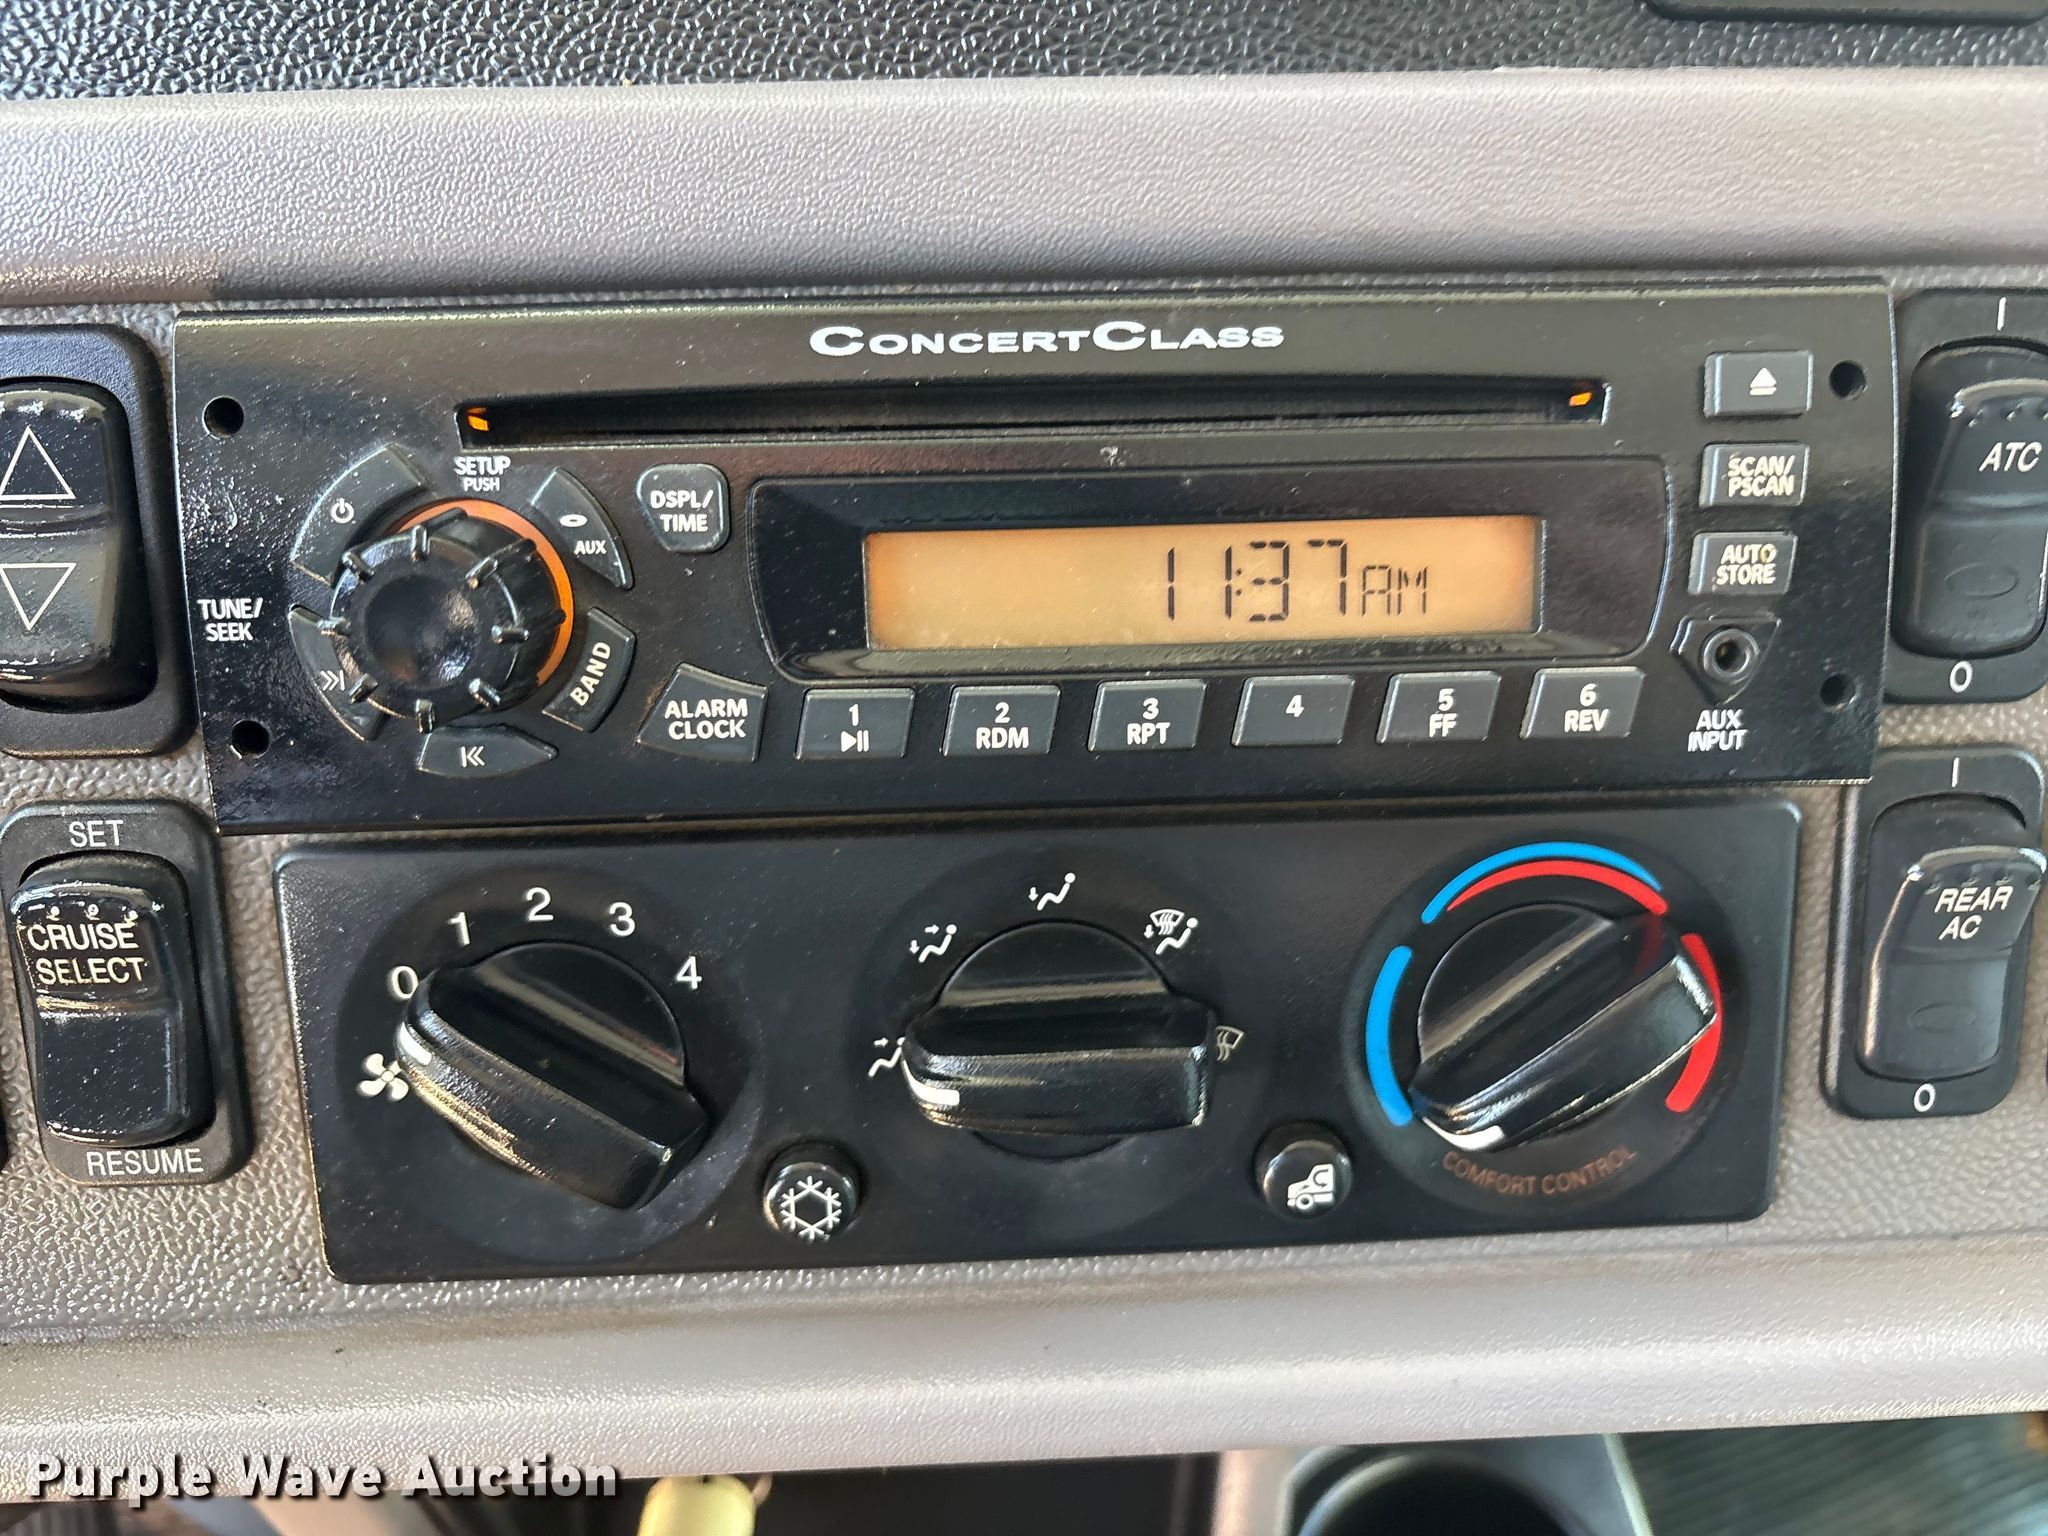 CONCERTCLASS
SETUP
PUSH
DSPL/
TIME
AUX
TUNE/
SEEK
BAND
ALARM
CLOCK
11:37AM
SCAN/
PSCAN
AUTO
STORE
1
2
RDM
3
RPT
4
5
FF
6
REV
AUX
INPUT
I
ATC
O
SET
CRUISE
SELECT
RESUME
0
1
2
3
4
COMFORT CONTROL
I
REAR
AC
O
Purple Wave Auction